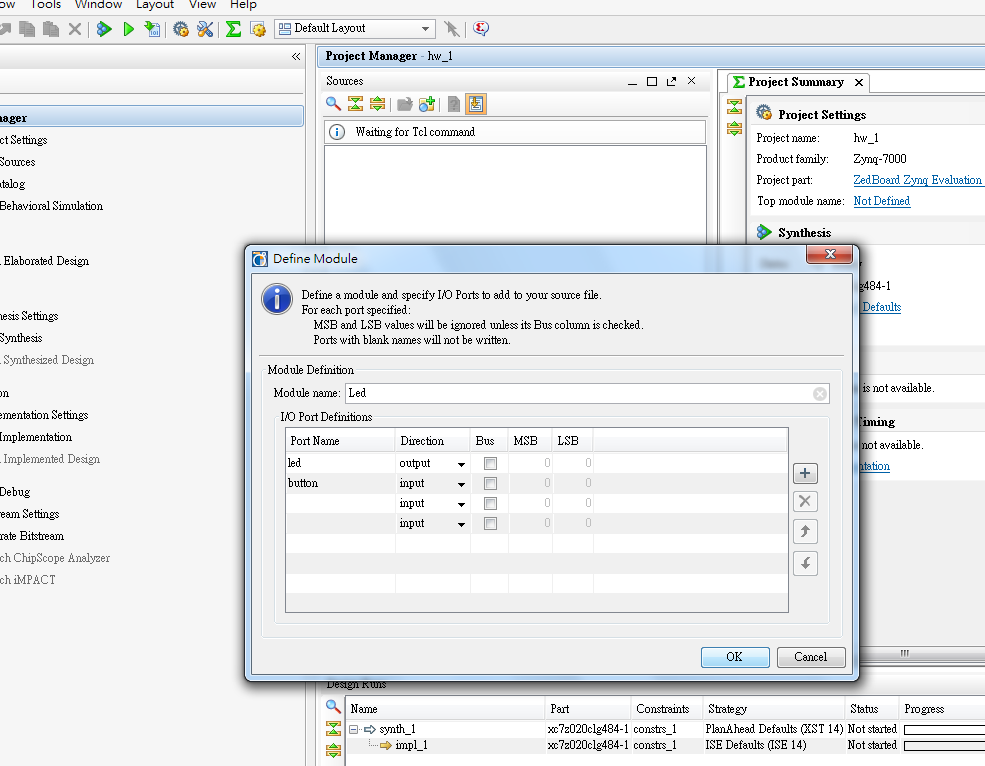 ow Tools Window Layout View Help
Default Layout
Project Manager - hw_1
Sources
Waiting for Tcl command
nager
ct Settings
Sources
atalog
Behavioral Simulation
Elaborated Design
nesis Settings
Synthesis
Synthesized Design
on
ementation Settings
Implementation
Implemented Design
Debug
eam Settings
rate Bitstream
ch ChipScope Analyzer
ch iMPACT
Project Summary
Project Settings
Project name: hw_1
Product family: Zynq-7000
Project part: ZedBoard Zynq Evaluation
Top module name: Not Defined
Synthesis
g484-1
Defaults
is not available.
iming
not available.
ntation
Define Module
Define a module and specify I/O Ports to add to your source file.
For each port specified:
MSB and LSB values will be ignored unless its Bus column is checked.
Ports with blank names will not be written.
Module Definition
Module name: Led
I/O Port Definitions
Port Name Direction Bus MSB LSB
led output 0 0
button input 0 0
input 0 0
input 0 0
OK Cancel
Design Runs
Name Part Constraints Strategy Status Progress
synth_1 xc7z020clg484-1 constrs_1 PlanAhead Defaults (XST 14) Not started
impl_1 xc7z020clg484-1 constrs_1 ISE Defaults (ISE 14) Not started